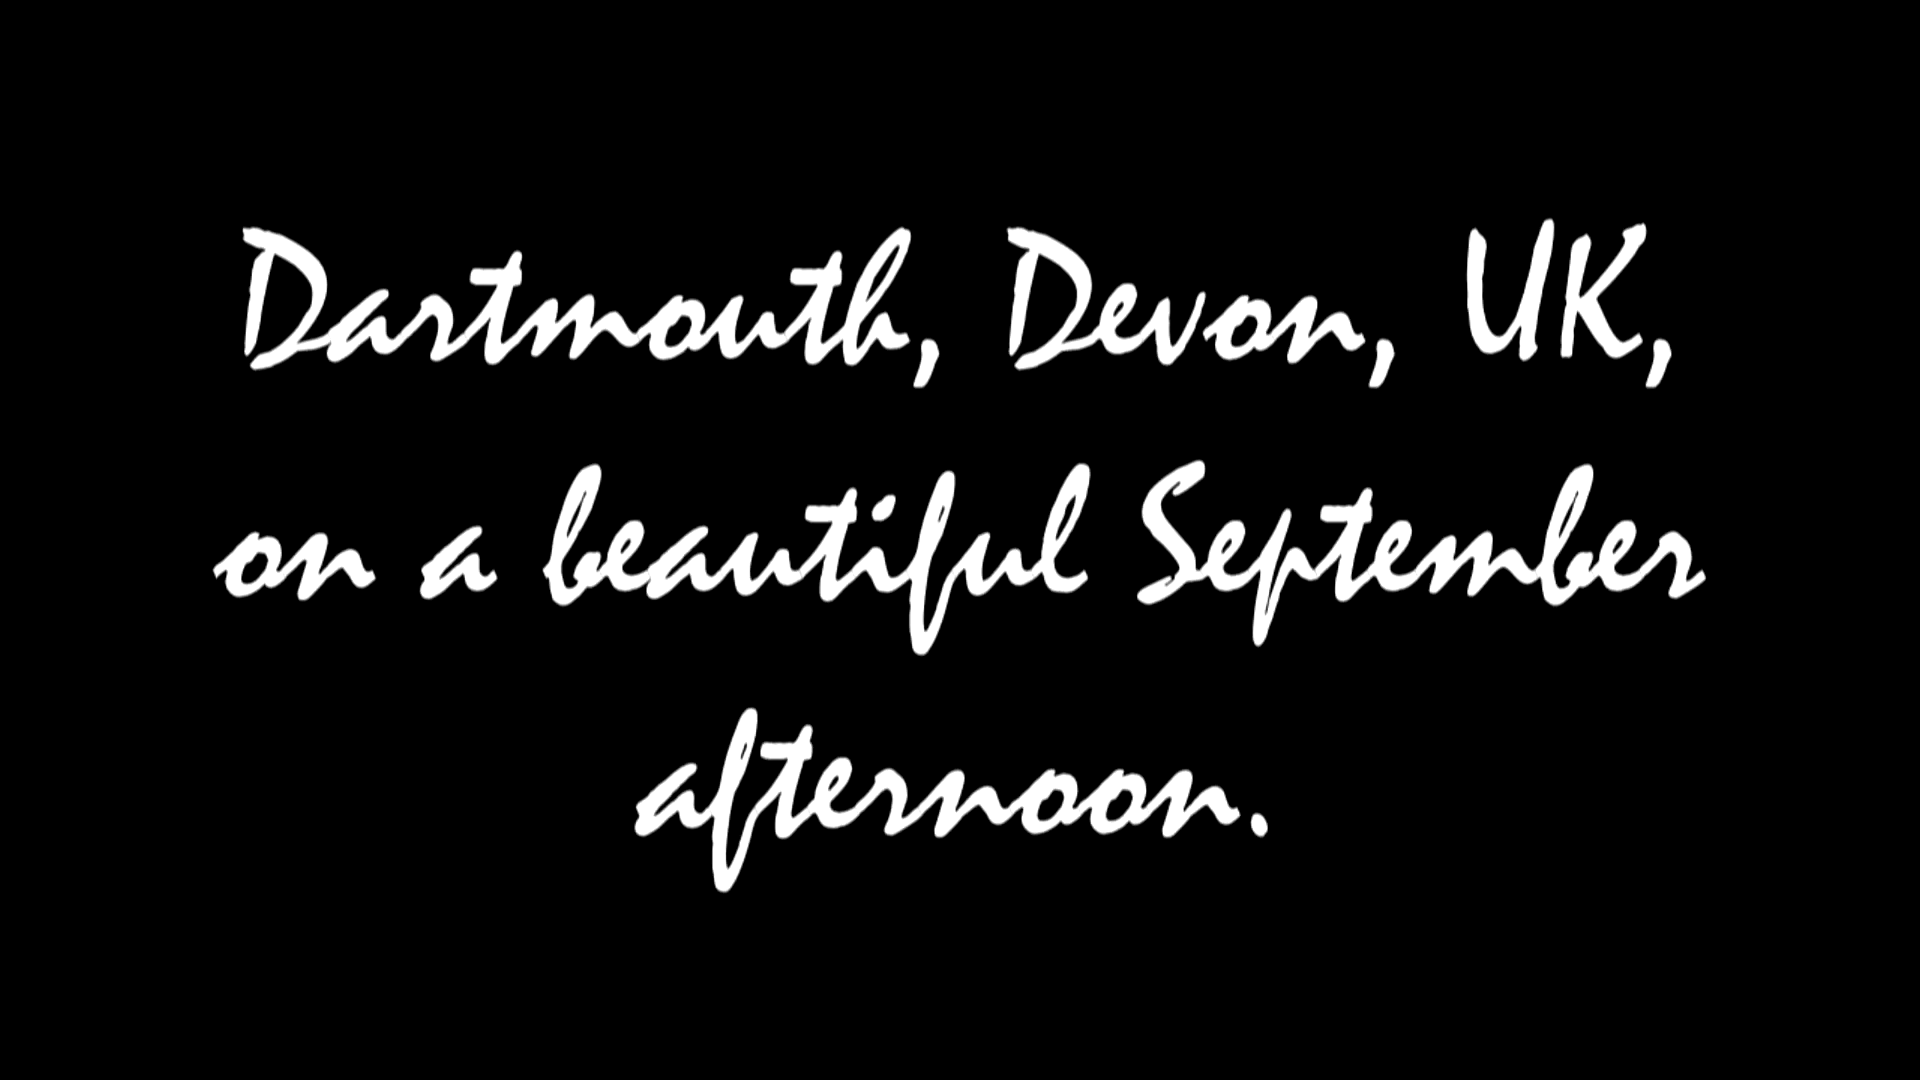 Dartmouth, Devon, UK,
on a beautiful September
afternoon.